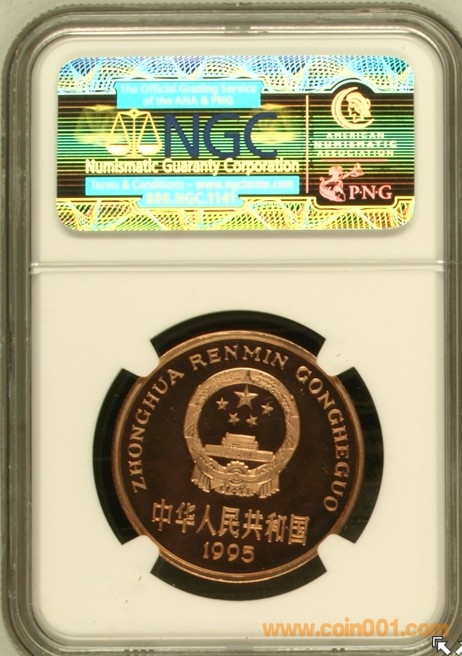 The Official Grading Service
of the ANA & PNG
NGC
Numismatic Guaranty Corporation
Terms & Conditions – www.ngccoin.com
888.NGC.1141
AMERICAN
NUMISMATIC
ASSOCIATION
PNG
ZHONGHUA RENMIN GONGHEGUO
中华人民共和国
1995
www.coin001.com